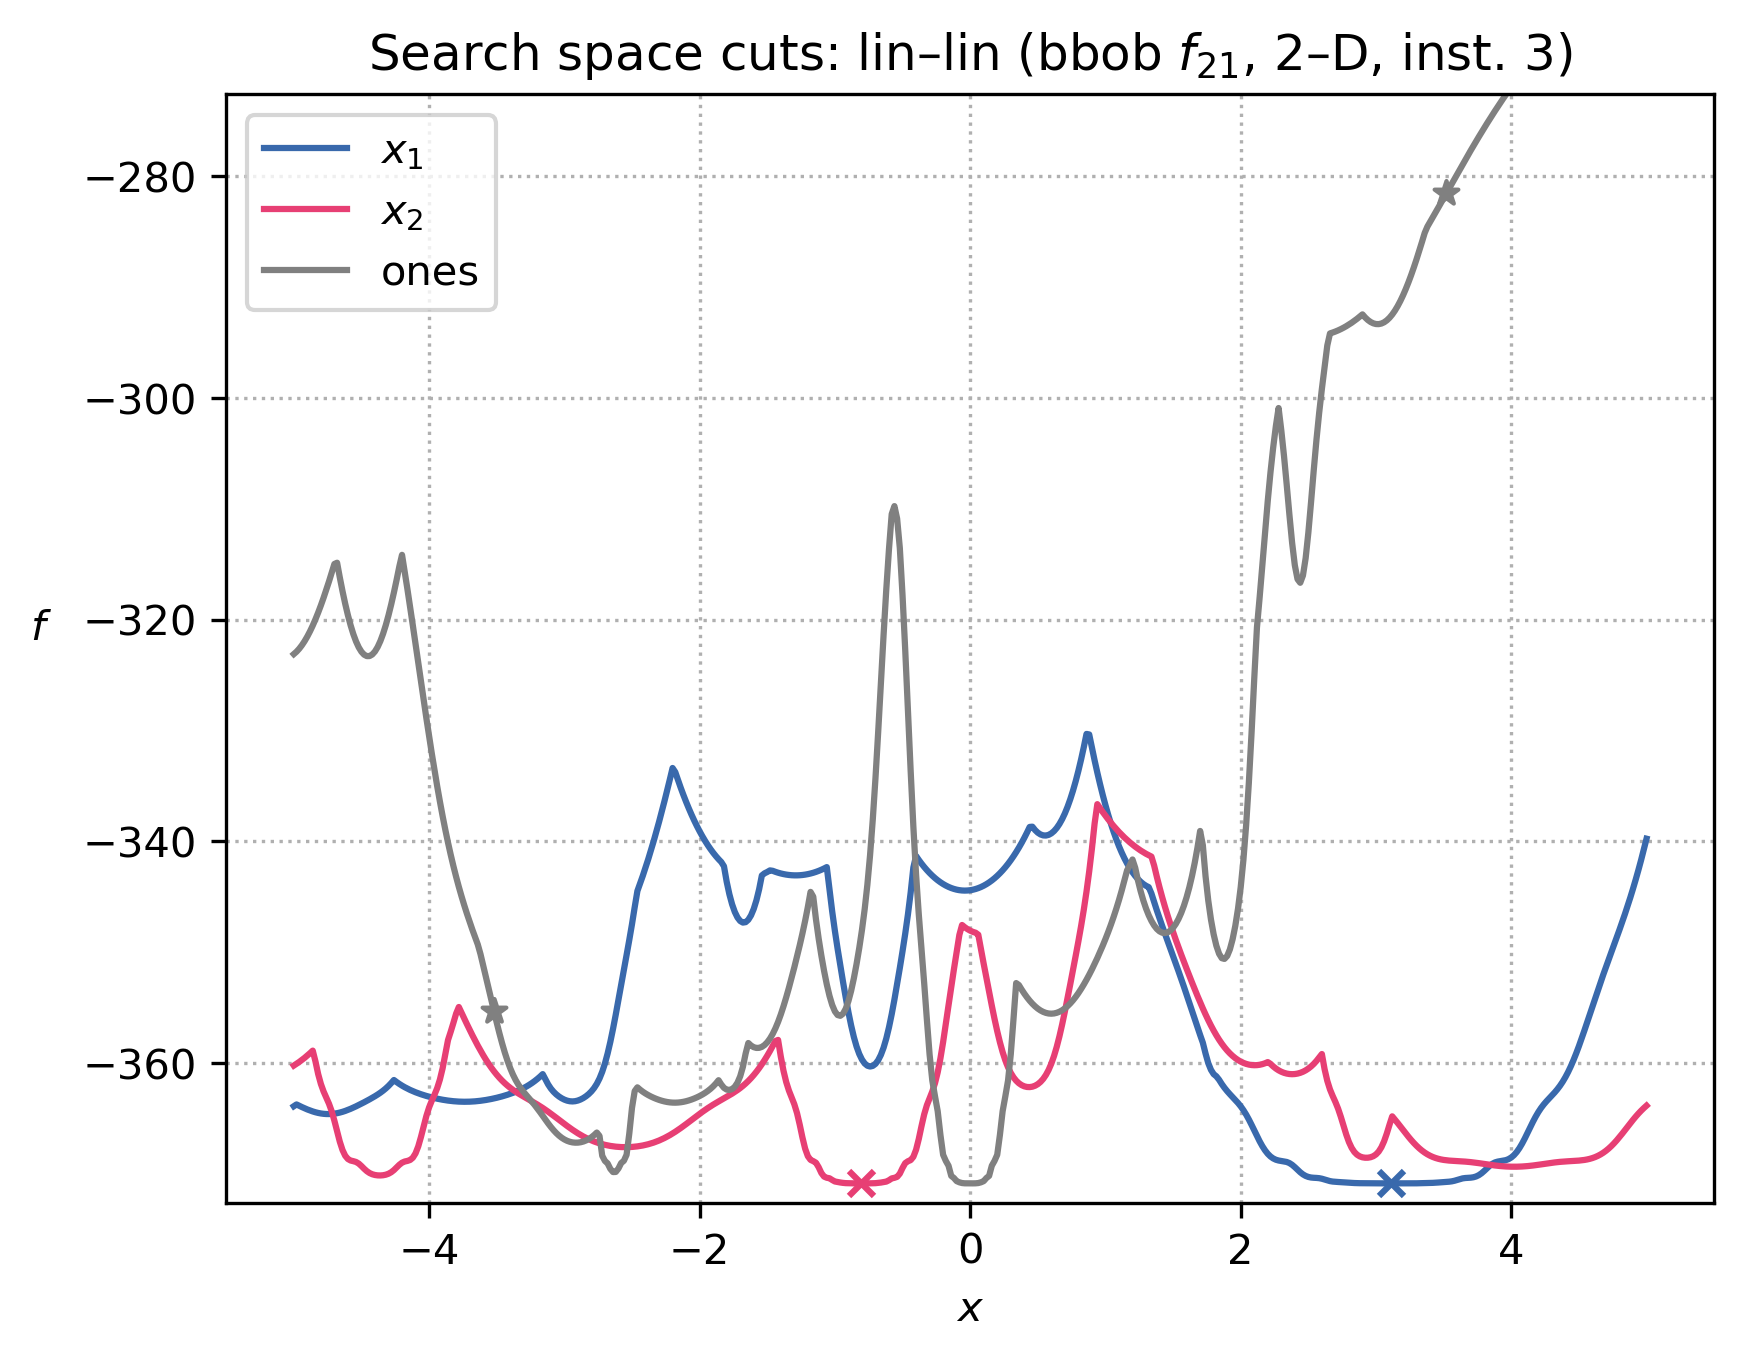 Search space cuts: lin–lin (bbob f21, 2–D, inst. 3)
x1
x2
ones
−280
−300
−320
−340
−360
f
−4
−2
0
2
4
x